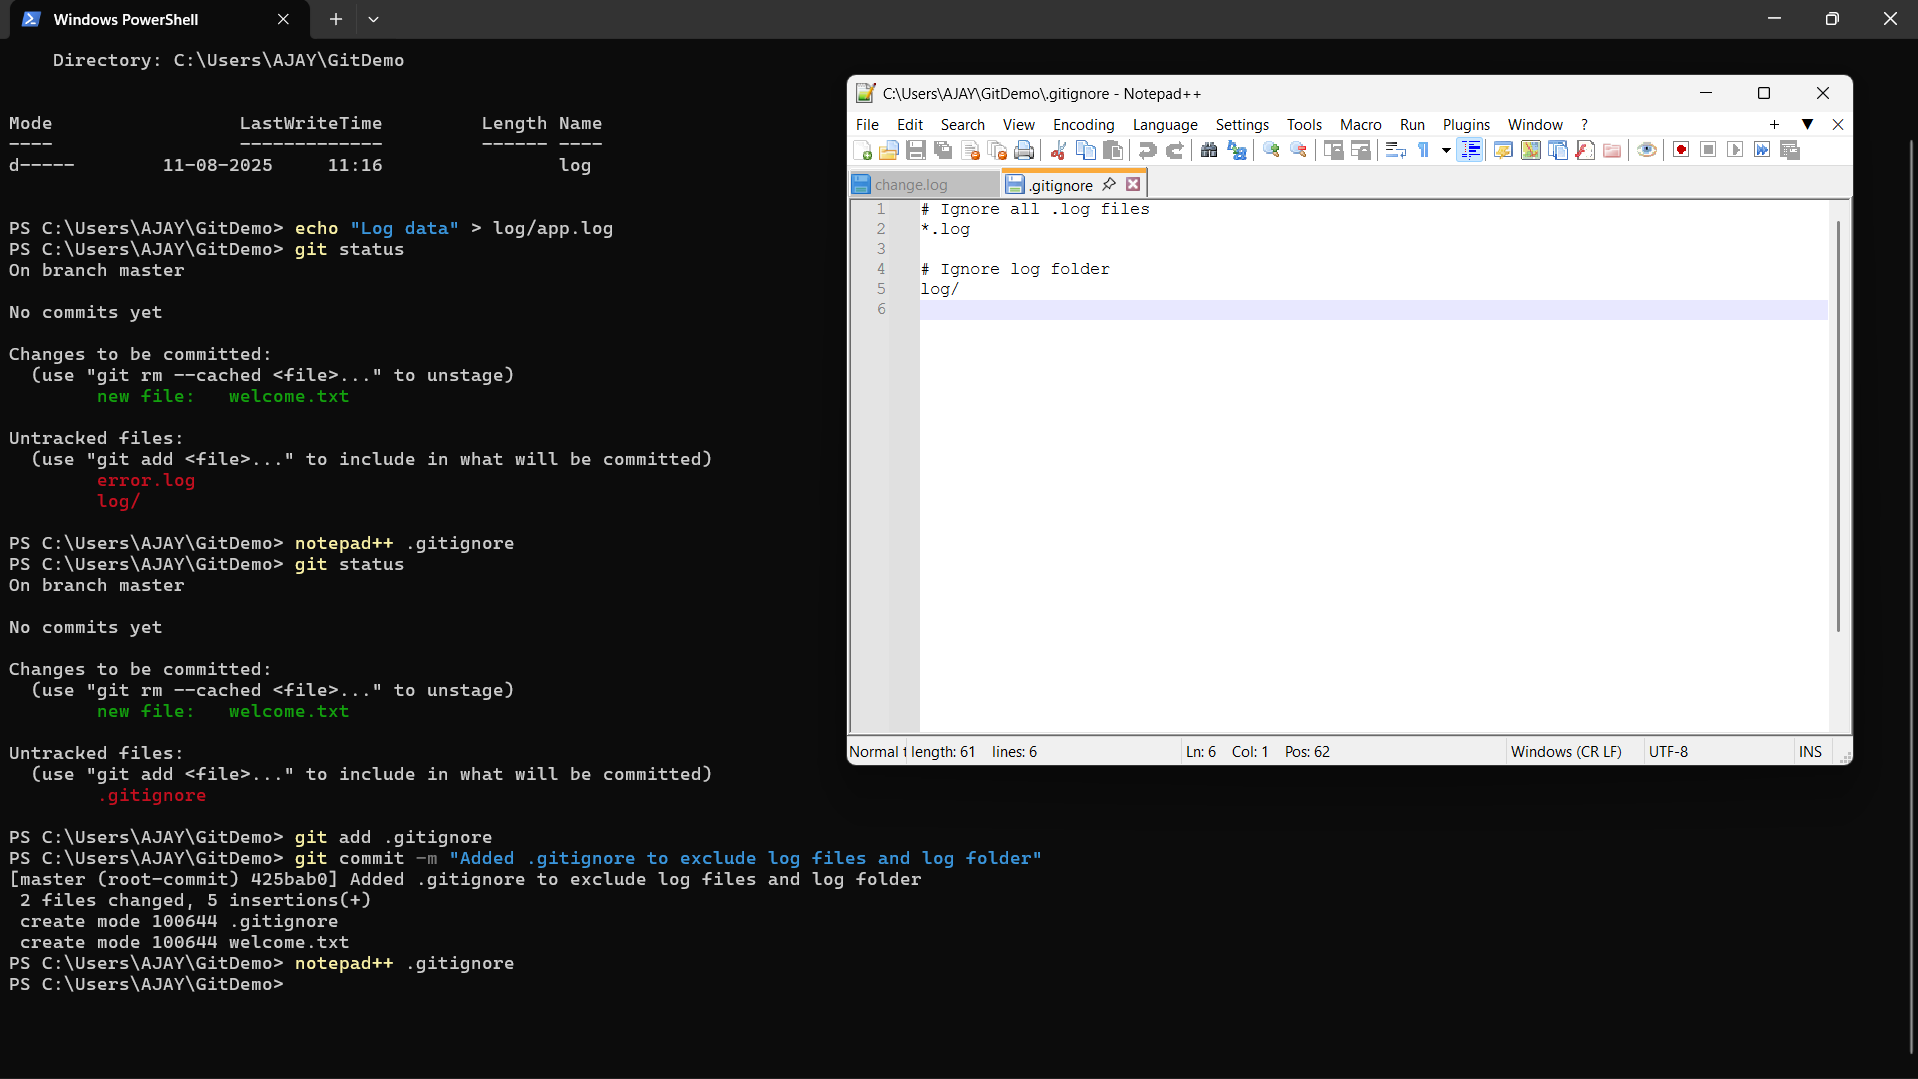 Windows PowerShell
Directory: C:\Users\AJAY\GitDemo
Mode LastWriteTime Length Name
---- ------------- ------ ----
d----- 11-08-2025 11:16 log
PS C:\Users\AJAY\GitDemo> echo "Log data" > log/app.log
PS C:\Users\AJAY\GitDemo> git status
On branch master
No commits yet
Changes to be committed:
(use "git rm --cached <file>..." to unstage)
new file: welcome.txt
Untracked files:
(use "git add <file>..." to include in what will be committed)
error.log
log/
PS C:\Users\AJAY\GitDemo> notepad++ .gitignore
PS C:\Users\AJAY\GitDemo> git status
On branch master
No commits yet
Changes to be committed:
(use "git rm --cached <file>..." to unstage)
new file: welcome.txt
Untracked files:
(use "git add <file>..." to include in what will be committed)
.gitignore
PS C:\Users\AJAY\GitDemo> git add .gitignore
PS C:\Users\AJAY\GitDemo> git commit -m "Added .gitignore to exclude log files and log folder"
[master (root-commit) 425bab0] Added .gitignore to exclude log files and log folder
2 files changed, 5 insertions(+)
create mode 100644 .gitignore
create mode 100644 welcome.txt
PS C:\Users\AJAY\GitDemo> notepad++ .gitignore
PS C:\Users\AJAY\GitDemo>
C:\Users\AJAY\GitDemo\.gitignore - Notepad++
File Edit Search View Encoding Language Settings Tools Macro Run Plugins Window ?
change.log .gitignore
1 # Ignore all .log files
2 *.log
3
4 # Ignore log folder
5 log/
6
Normal t length: 61 lines: 6 Ln: 6 Col: 1 Pos: 62 Windows (CR LF) UTF-8 INS